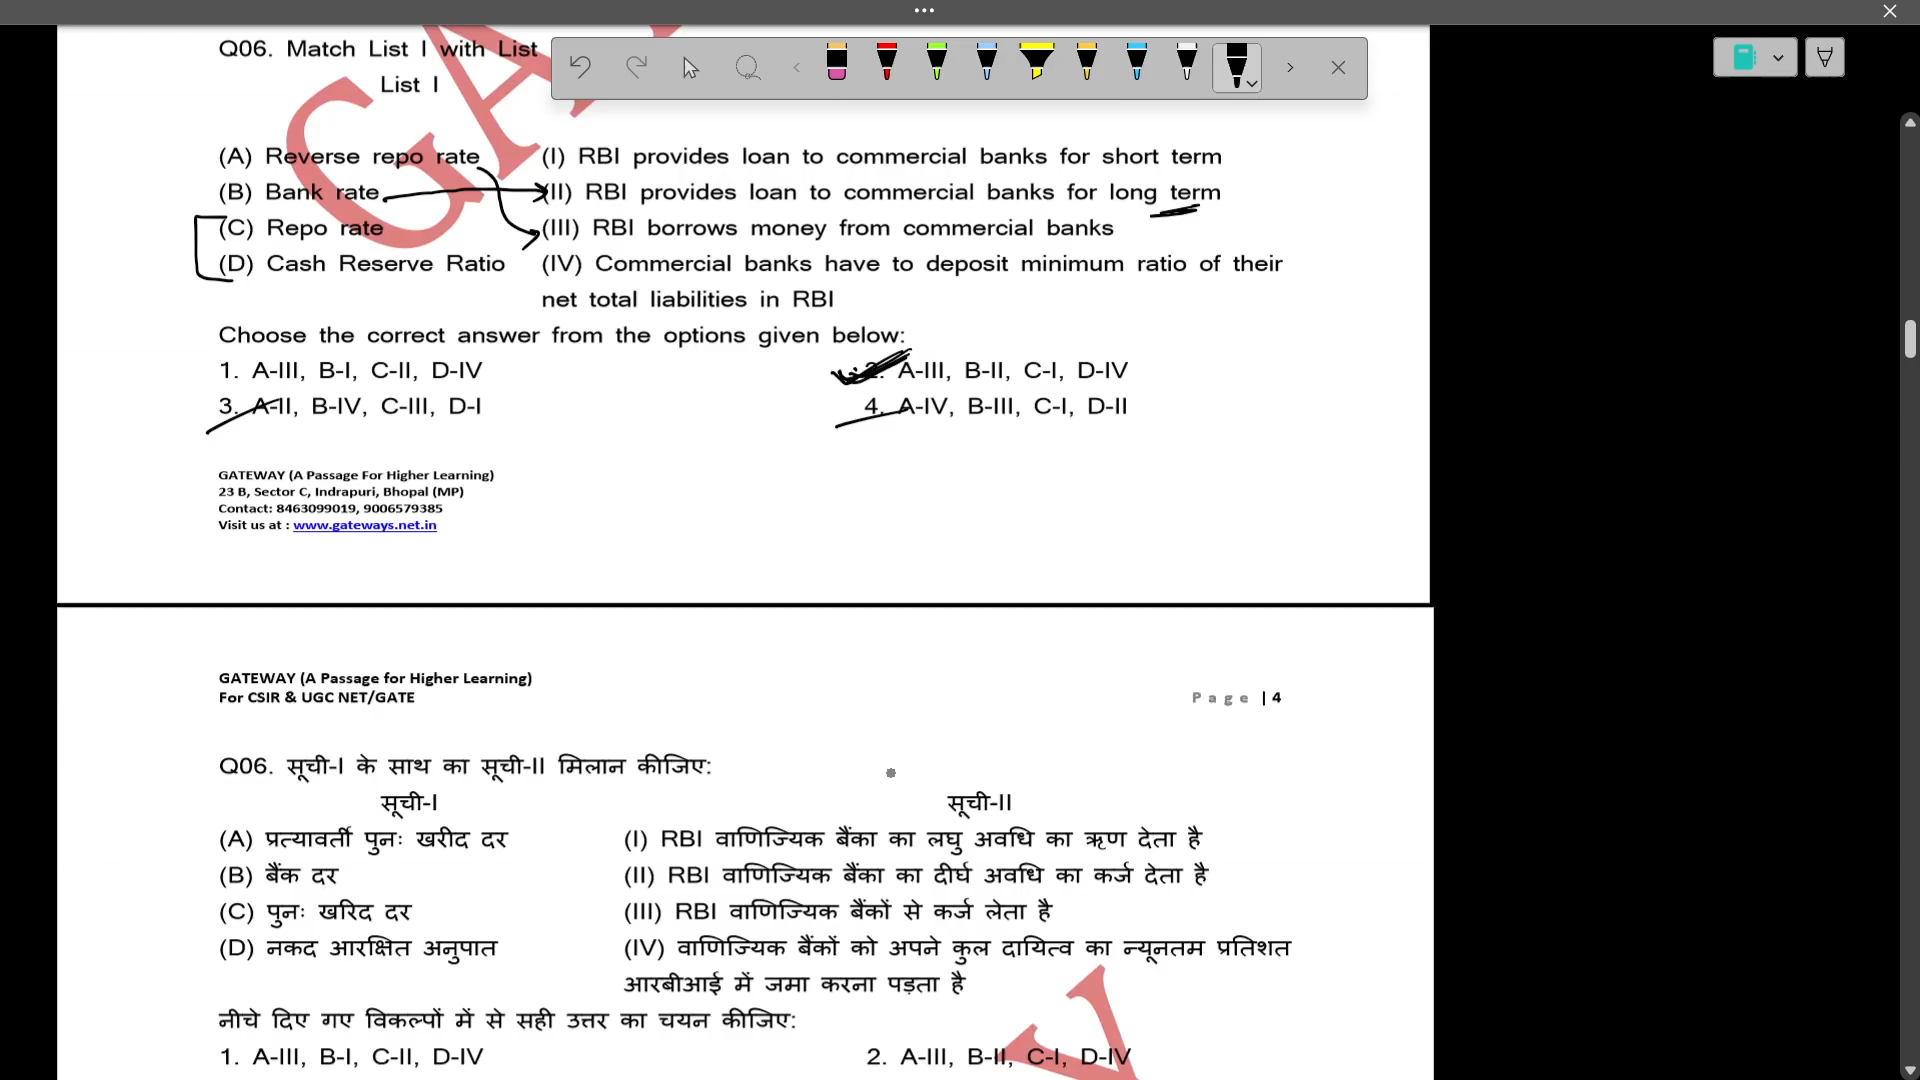 Q06. Match List I with List
List I
(A) Reverse repo rate (I) RBI provides loan to commercial banks for short term
(B) Bank rate (II) RBI provides loan to commercial banks for long term
(C) Repo rate (III) RBI borrows money from commercial banks
(D) Cash Reserve Ratio (IV) Commercial banks have to deposit minimum ratio of their
net total liabilities in RBI
Choose the correct answer from the options given below:
1. A-III, B-I, C-II, D-IV 2. A-III, B-II, C-I, D-IV
3. A-II, B-IV, C-III, D-I 4. A-IV, B-III, C-I, D-II
GATEWAY (A Passage For Higher Learning)
23 B, Sector C, Indrapuri, Bhopal (MP)
Contact: 8463099019, 9006579385
Visit us at : www.gateways.net.in
GATEWAY (A Passage for Higher Learning)
For CSIR & UGC NET/GATE Page | 4
Q06. सूची-I के साथ का सूची-II मिलान कीजिए:
सूची-I सूची-II
(A) प्रत्यावर्ती पुनः खरीद दर (I) RBI वाणिज्यिक बैंका का लघु अवधि का ऋण देता है
(B) बैंक दर (II) RBI वाणिज्यिक बैंका का दीर्घ अवधि का कर्ज देता है
(C) पुनः खरिद दर (III) RBI वाणिज्यिक बैंकों से कर्ज लेता है
(D) नकद आरक्षित अनुपात (IV) वाणिज्यिक बैंकों को अपने कुल दायित्व का न्यूनतम प्रतिशत
आरबीआई में जमा करना पड़ता है
नीचे दिए गए विकल्पों में से सही उत्तर का चयन कीजिए:
1. A-III, B-I, C-II, D-IV 2. A-III, B-II, C-I, D-IV